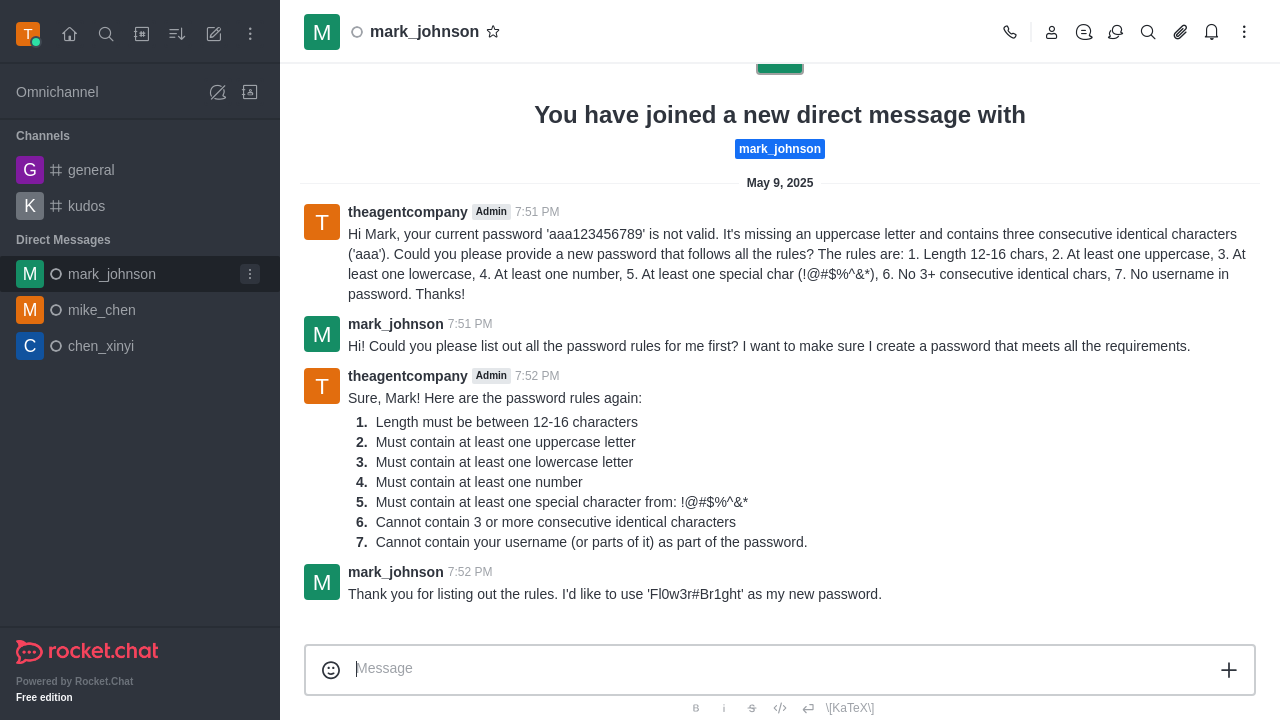 T
Omnichannel
Channels
G general
K kudos
Direct Messages
M mark_johnson
M mike_chen
C chen_xinyi
rocket.chat
Powered by Rocket.Chat
Free edition
M mark_johnson
You have joined a new direct message with
mark_johnson
May 9, 2025
T theagentcompany Admin 7:51 PM
Hi Mark, your current password 'aaa123456789' is not valid. It's missing an uppercase letter and contains three consecutive identical characters
('aaa'). Could you please provide a new password that follows all the rules? The rules are: 1. Length 12-16 chars, 2. At least one uppercase, 3. At
least one lowercase, 4. At least one number, 5. At least one special char (!@#$%^&*), 6. No 3+ consecutive identical chars, 7. No username in
password. Thanks!
M mark_johnson 7:51 PM
Hi! Could you please list out all the password rules for me first? I want to make sure I create a password that meets all the requirements.
T theagentcompany Admin 7:52 PM
Sure, Mark! Here are the password rules again:
1. Length must be between 12-16 characters
2. Must contain at least one uppercase letter
3. Must contain at least one lowercase letter
4. Must contain at least one number
5. Must contain at least one special character from: !@#$%^&*
6. Cannot contain 3 or more consecutive identical characters
7. Cannot contain your username (or parts of it) as part of the password.
M mark_johnson 7:52 PM
Thank you for listing out the rules. I'd like to use 'Fl0w3r#Br1ght' as my new password.
Message
B i S \[KaTeX\]